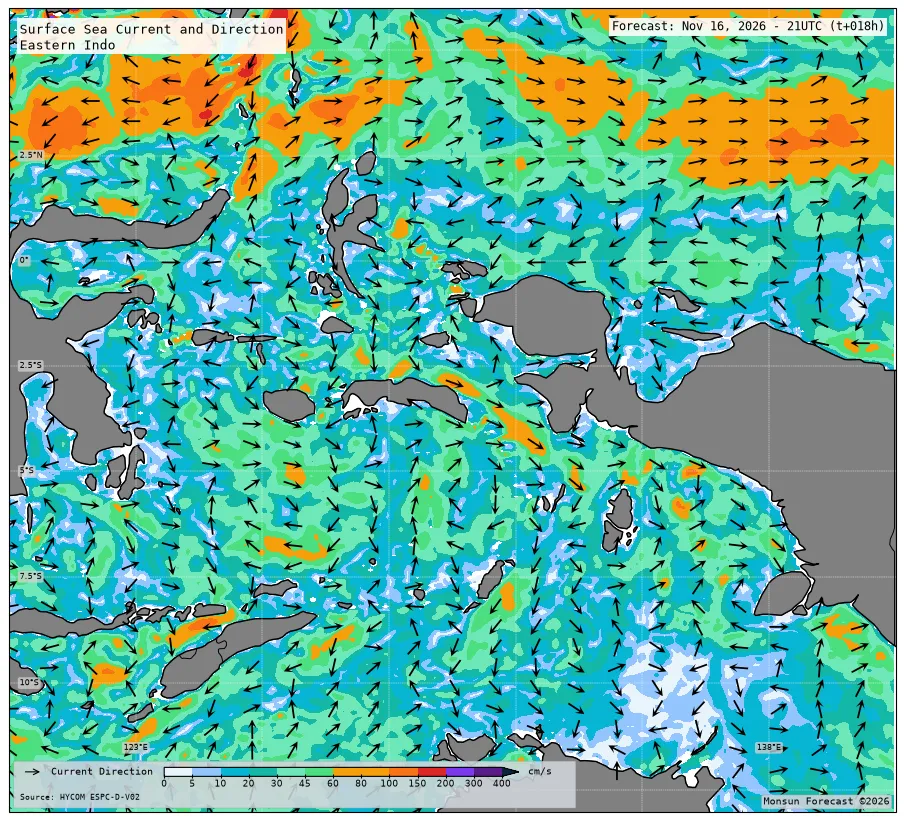 Surface Sea Current and Direction
Eastern Indo
Forecast: Nov 16, 2026 - 21UTC (t+018h)
2.5°N
0°
2.5°S
5°S
7.5°S
10°S
123°E
138°E
Current Direction
0 5 10 20 30 45 60 80 100 150 200 300 400 cm/s
Source: HYCOM ESPC-D-V02
Monsun Forecast ©2026